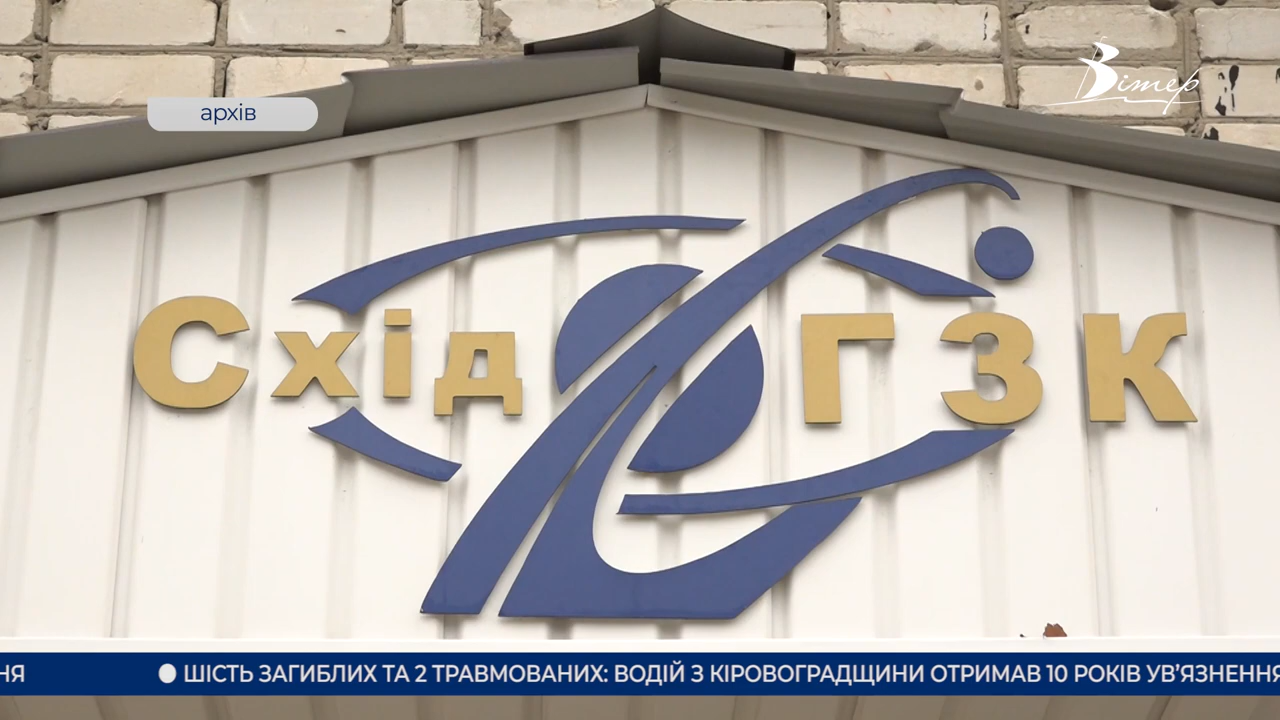 Вітер
архів
Схід ГЗК
НЯ ● ШІСТЬ ЗАГИБЛИХ ТА 2 ТРАВМОВАНИХ: ВОДІЙ З КІРОВОГРАДЩИНИ ОТРИМАВ 10 РОКІВ УВ’ЯЗНЕННЯ